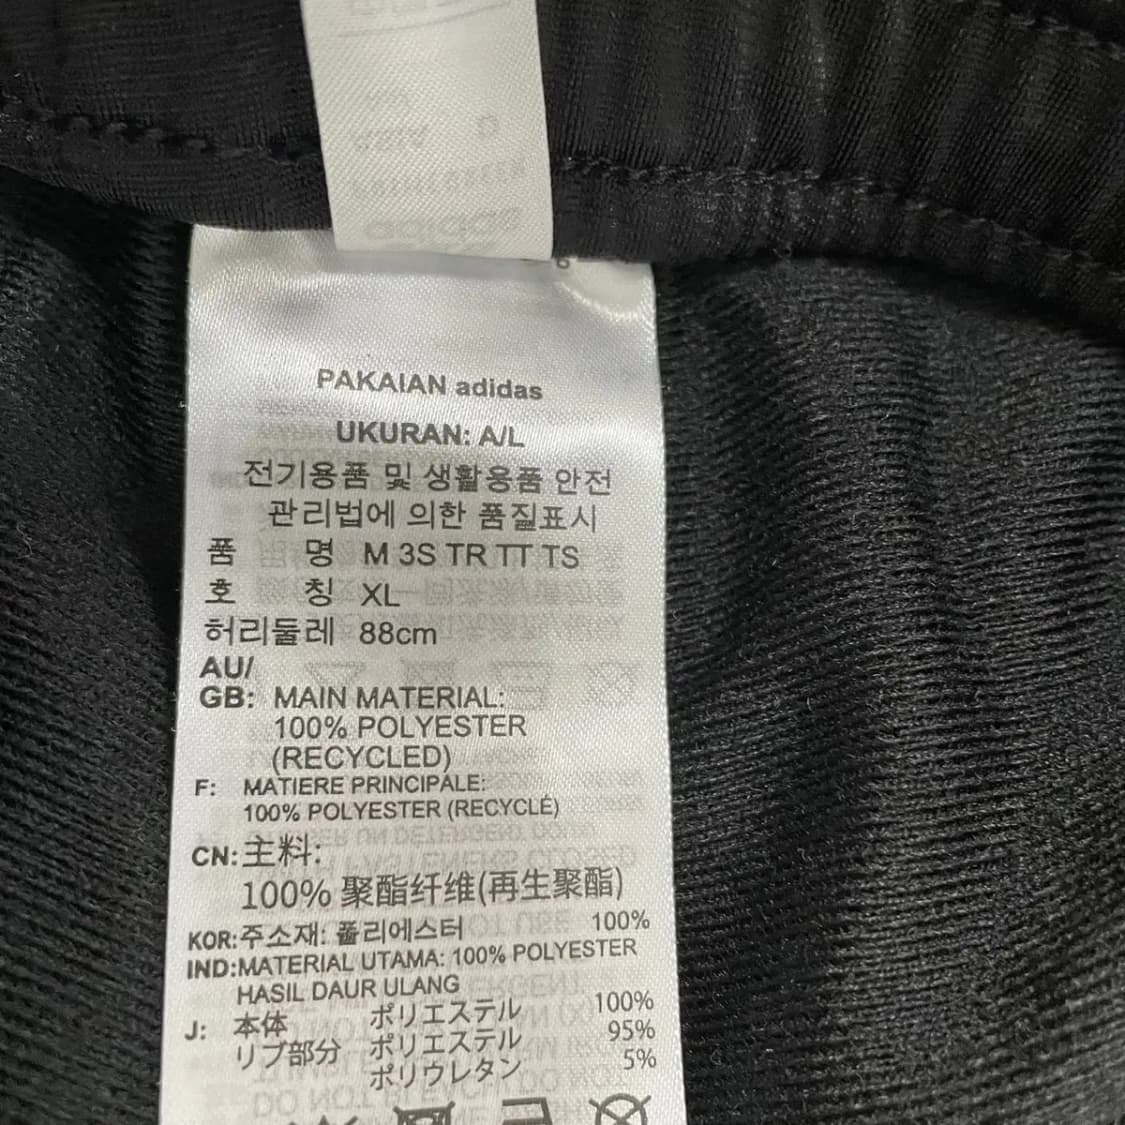 PAKAIAN adidas
UKURAN: A/L
전기용품 및 생활용품 안전
관리법에 의한 품질표시
품 명 M 3S TR TT TS
호 칭 XL
허리둘레 88cm
AU/
GB: MAIN MATERIAL:
100% POLYESTER
(RECYCLED)
F: MATIERE PRINCIPALE:
100% POLYESTER (RECYCLÉ)
CN:主料:
100% 聚酯纤维(再生聚酯)
KOR:주소재: 폴리에스터 100%
IND:MATERIAL UTAMA: 100% POLYESTER
HASIL DAUR ULANG
J: 本体 ポリエステル 100%
リブ部分 ポリエステル 95%
ポリウレタン 5%